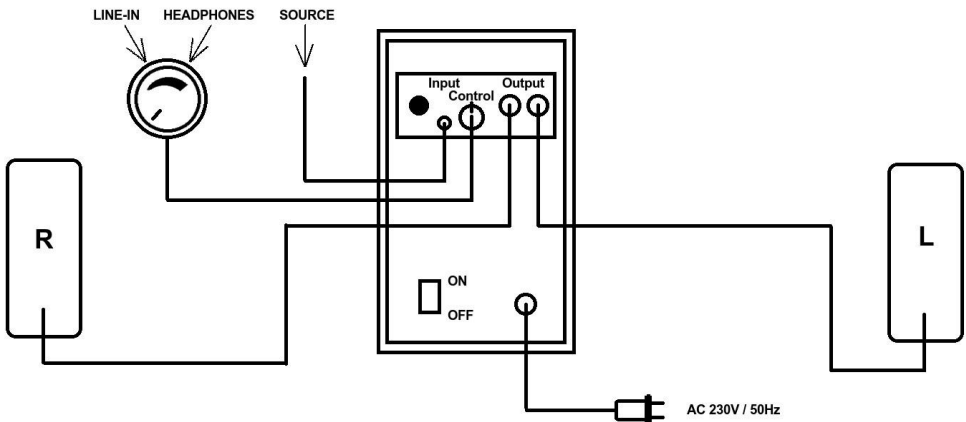 LINE-IN HEADPHONES SOURCE
Input Output
Control
R
L
ON
OFF
AC 230V / 50Hz